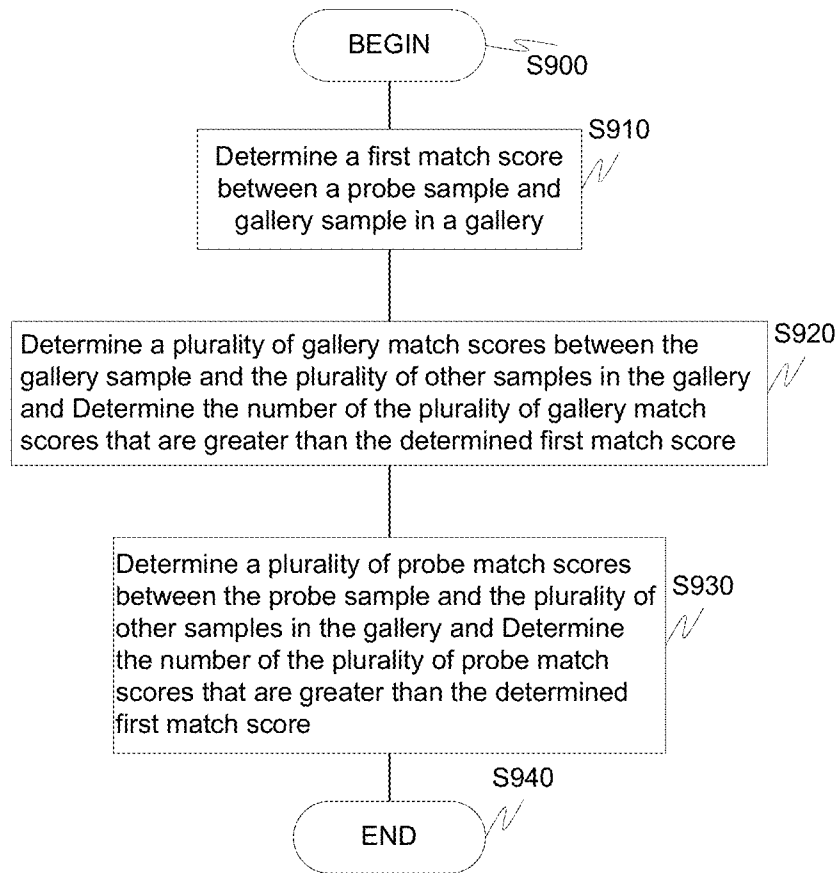 BEGIN
S900
S910
Determine a first match score
between a probe sample and
gallery sample in a gallery
S920
Determine a plurality of gallery match scores between the
gallery sample and the plurality of other samples in the gallery
and Determine the number of the plurality of gallery match
scores that are greater than the determined first match score
Determine a plurality of probe match scores
between the probe sample and the plurality of
other samples in the gallery and Determine
the number of the plurality of probe match
scores that are greater than the determined
first match score
S930
S940
END